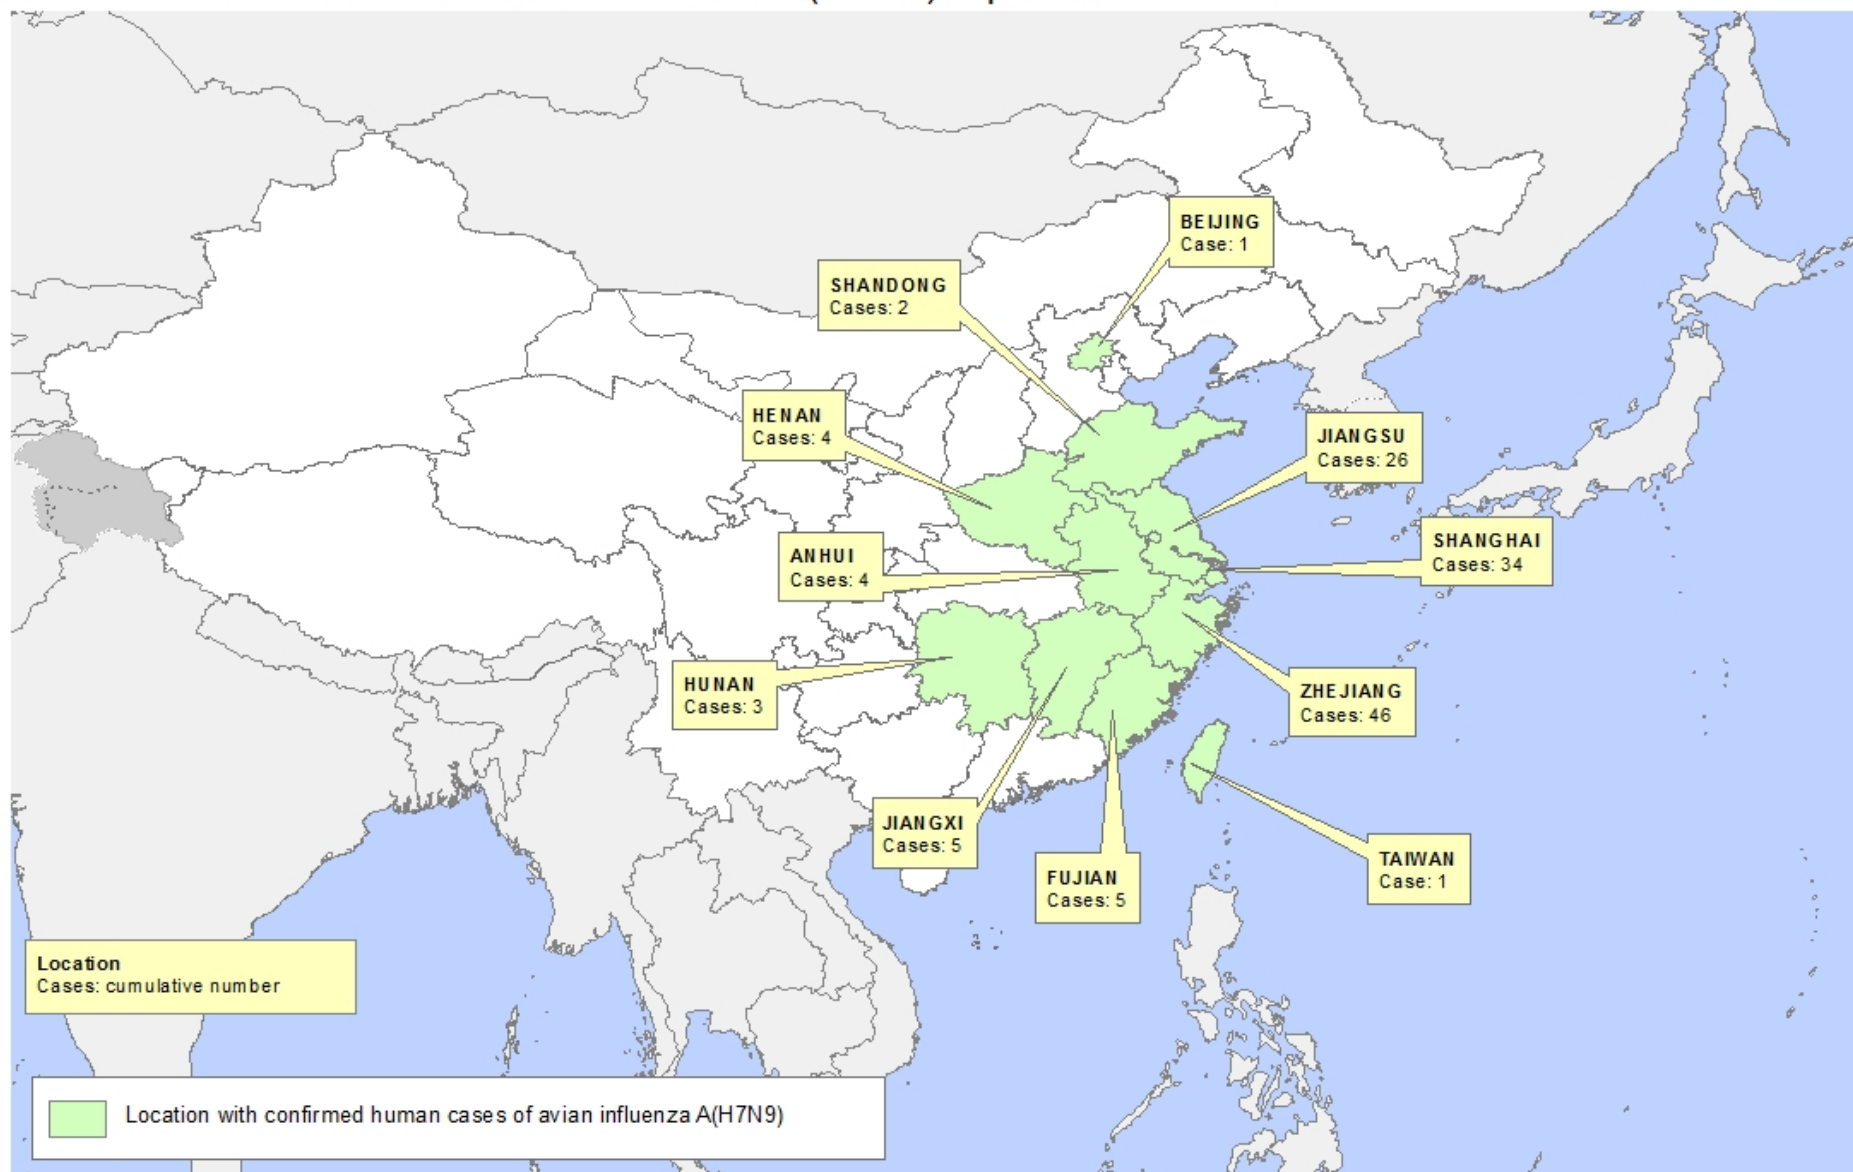 BEIJING
Case: 1
SHANDONG
Cases: 2
HENAN
Cases: 4
JIANGSU
Cases: 26
SHANGHAI
Cases: 34
ANHUI
Cases: 4
HUNAN
Cases: 3
ZHEJIANG
Cases: 46
JIANGXI
Cases: 5
FUJIAN
Cases: 5
TAIWAN
Case: 1
Location
Cases: cumulative number
Location with confirmed human cases of avian influenza A(H7N9)